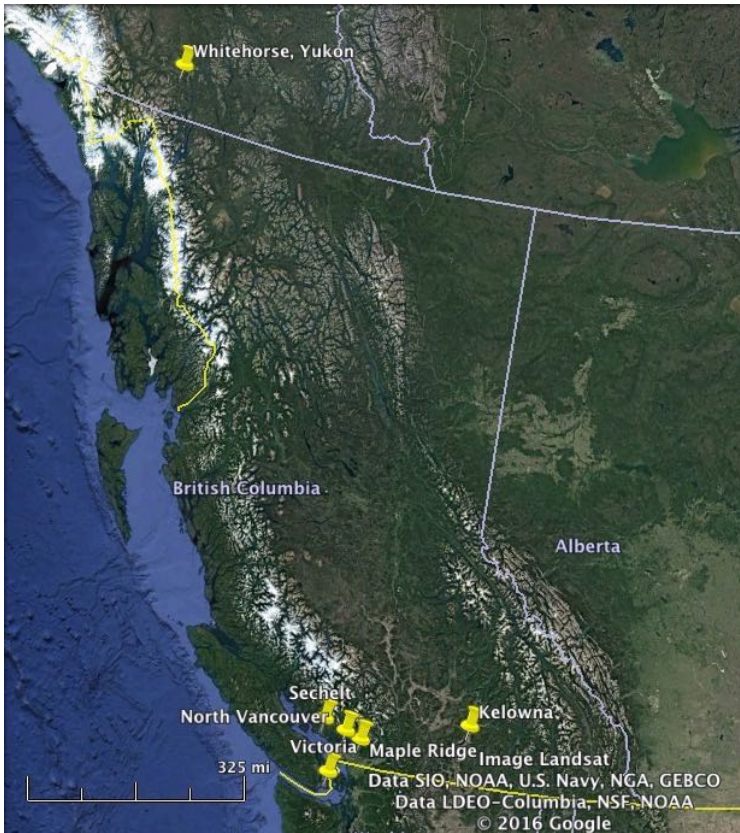 Whitehorse, Yukon
British Columbia
Alberta
Sechelt
North Vancouver
Kelowna
Victoria
Maple Ridge
325 mi
Image Landsat
Data SIO, NOAA, U.S. Navy, NGA, GEBCO
Data LDEO-Columbia, NSF, NOAA
© 2016 Google